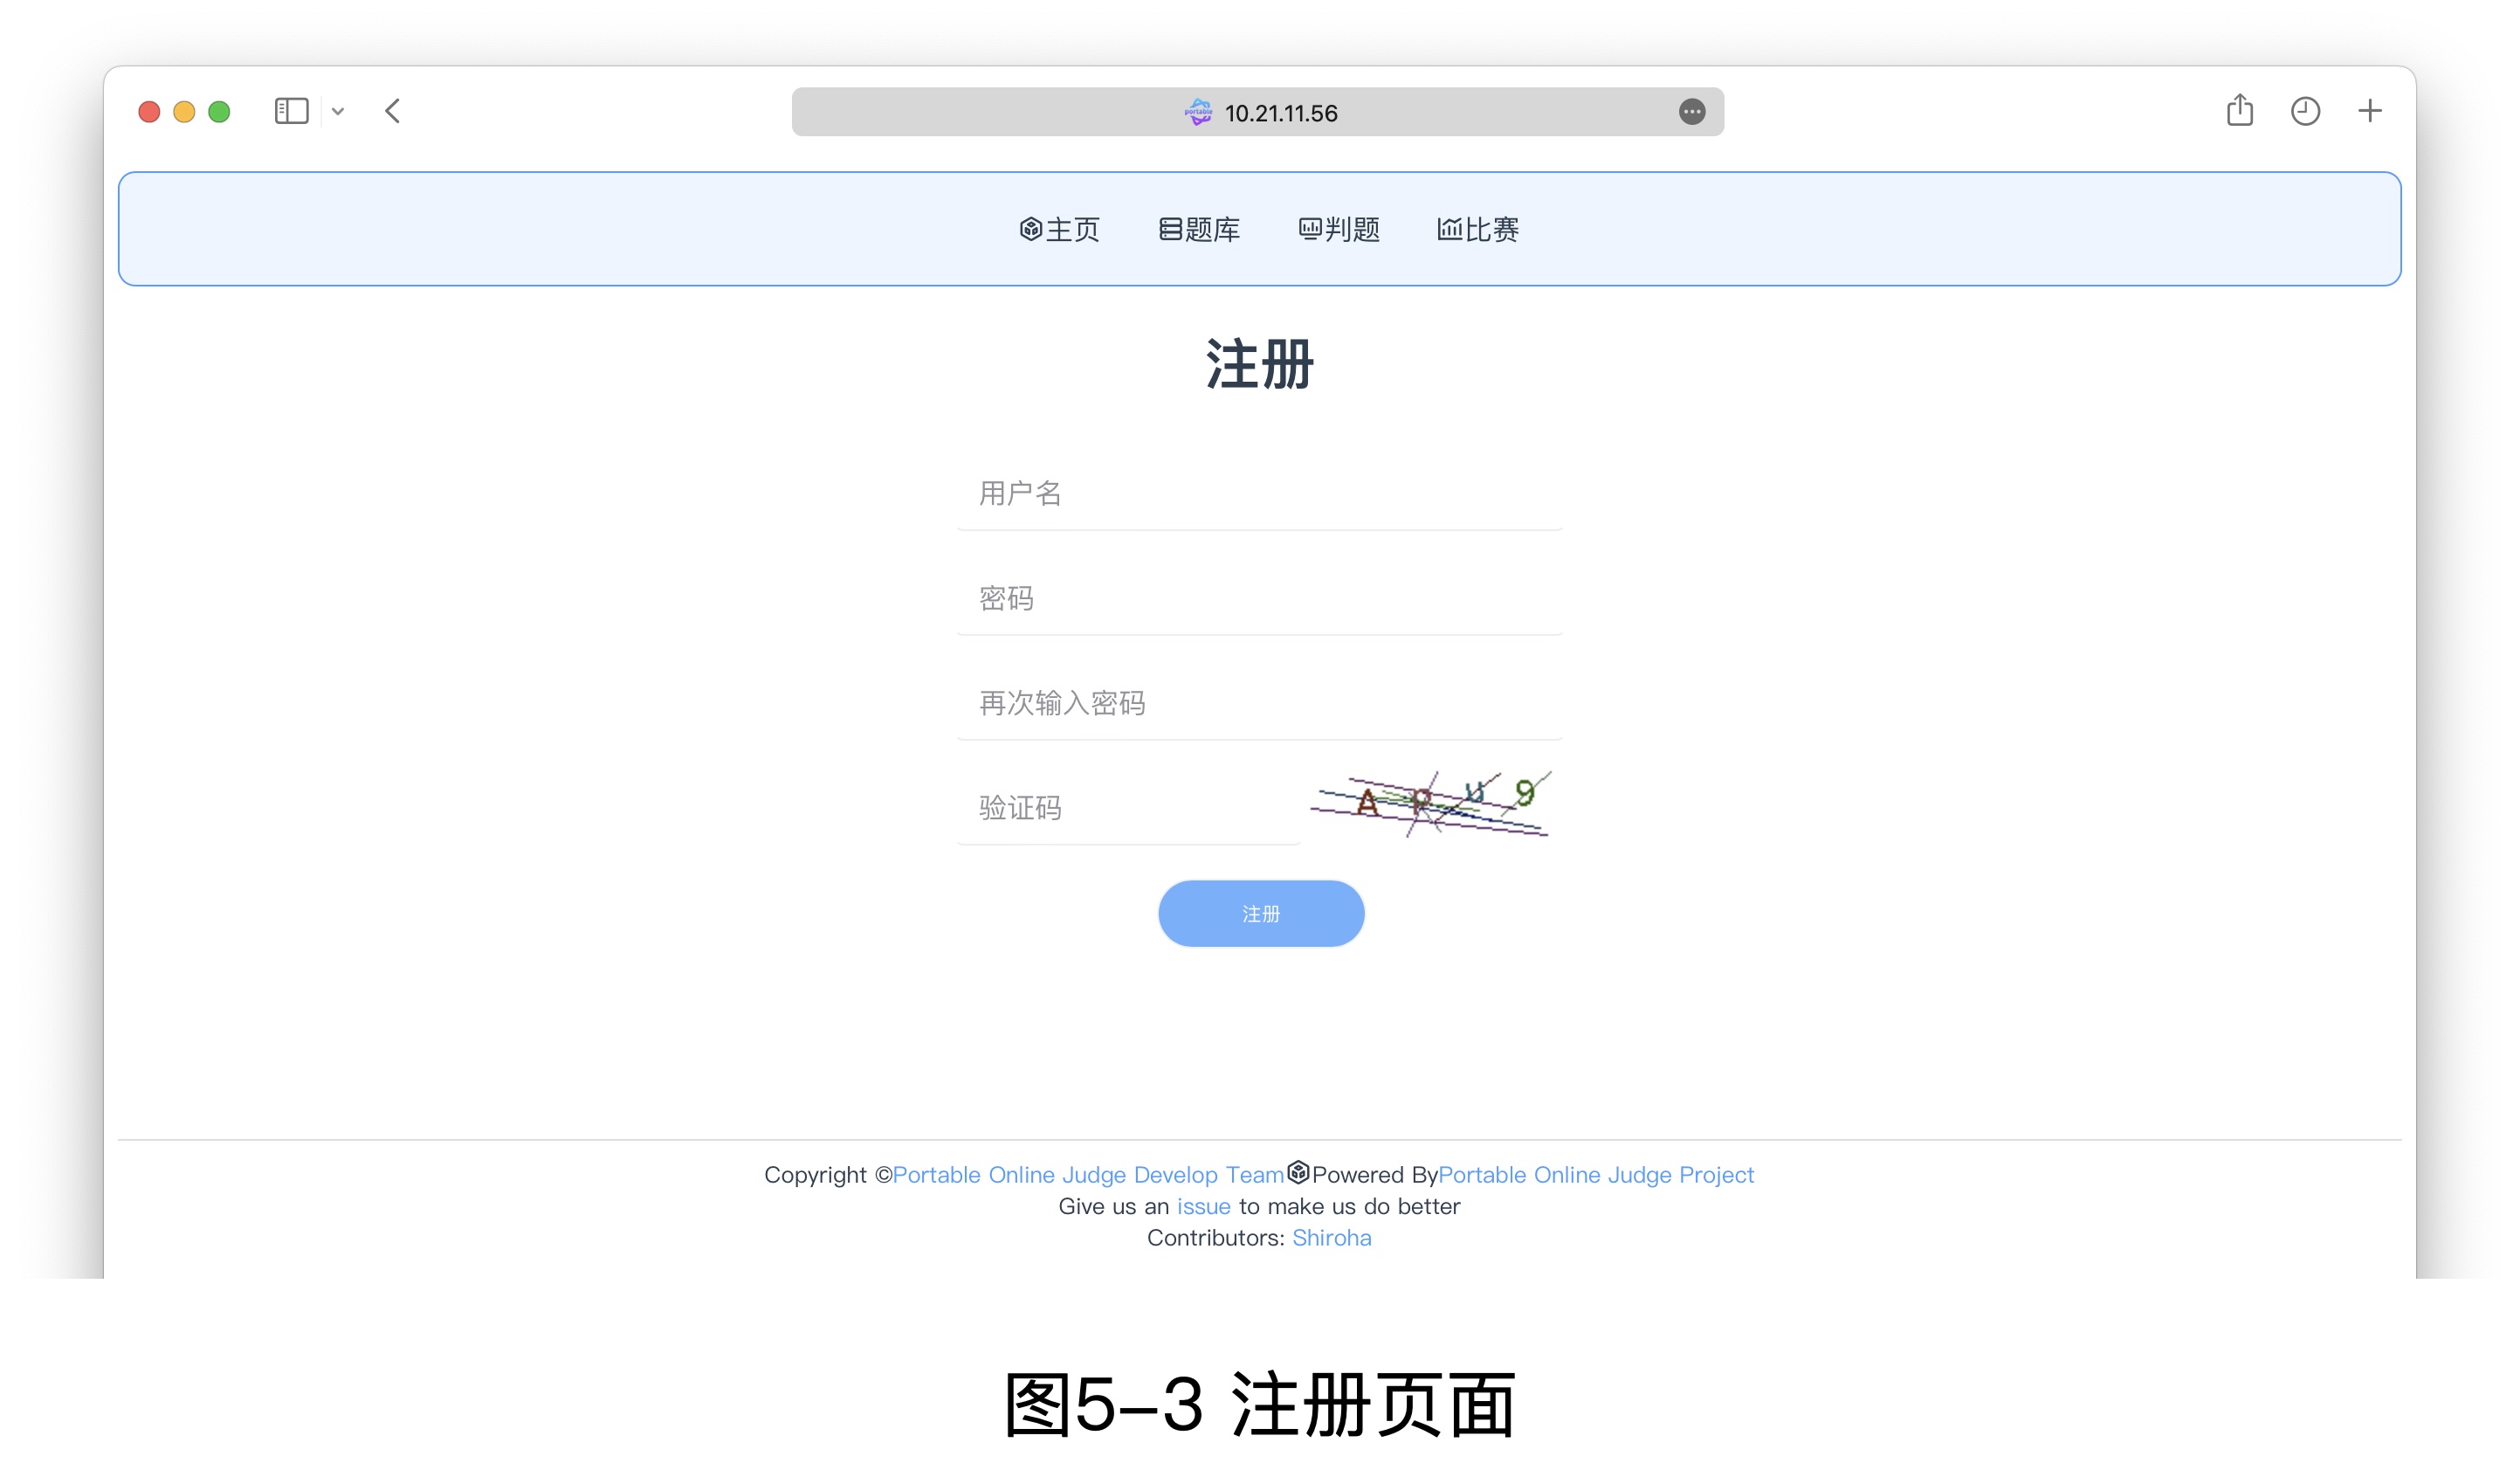 10.21.11.56
主页 题库 判题 比赛
注册
用户名
密码
再次输入密码
验证码
注册
Copyright ©Portable Online Judge Develop Team Powered ByPortable Online Judge Project
Give us an issue to make us do better
Contributors: Shiroha
图5-3 注册页面